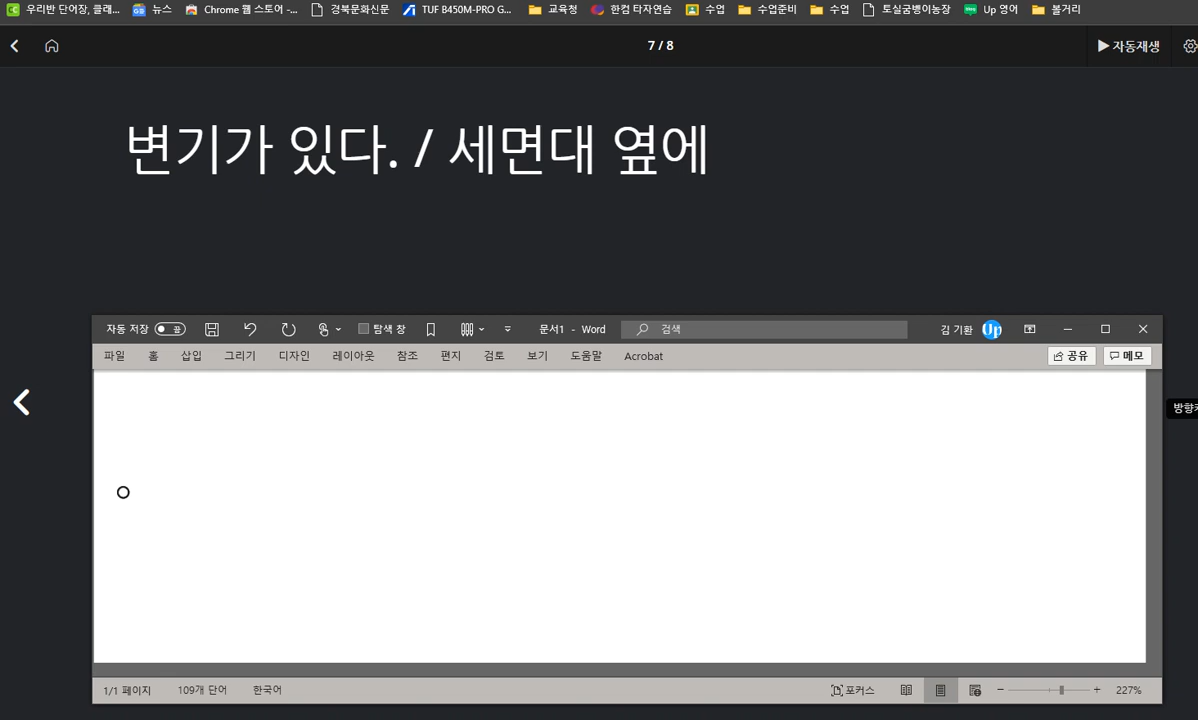 우리반 단어장, 클래... 뉴스 Chrome 웹 스토어 -... 경북문화신문 TUF B450M-PRO G... 교육청 한컴 타자연습 수업 수업준비 수업 토실굼벵이농장 Up 영어 볼거리
7 / 8 자동재생
변기가 있다. / 세면대 옆에
자동 저장 끔 탐색 창 문서1 - Word 검색 김 기환 Up
파일 홈 삽입 그리기 디자인 레이아웃 참조 편지 검토 보기 도움말 Acrobat 공유 메모
방향키
1/1 페이지 109개 단어 한국어 포커스 227%